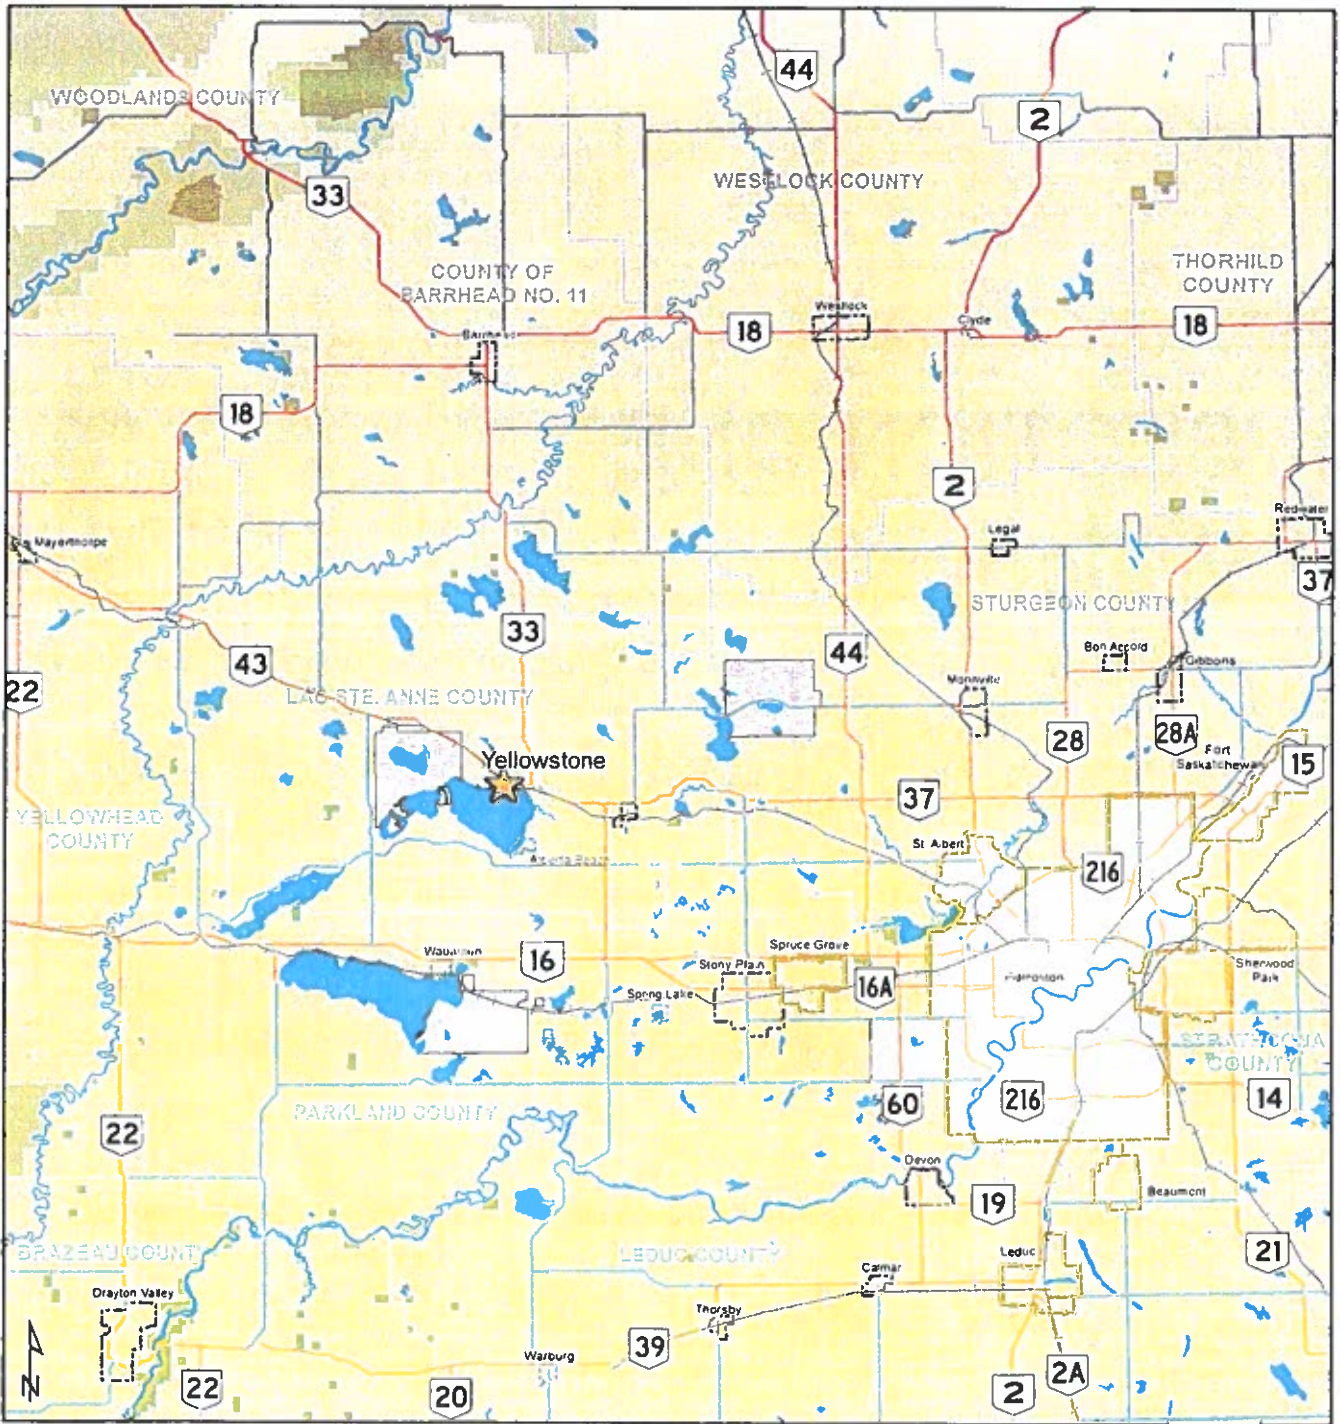 44
2
WOODLANDS COUNTY
WESTLOCK COUNTY
33
COUNTY OF
BARRHEAD NO. 11
THORHILD
COUNTY
Westlock
Clyde
18
18
Barrhead
18
2
Legal
Redwater
Mayerthorpe
37
STURGEON COUNTY
33
44
Bon Accord
Gibbons
43
22
LAC STE. ANNE COUNTY
Morinville
28
28A
Fort
Saskatchewan
15
Yellowstone
37
YELLOWHEAD
COUNTY
St. Albert
Alberta Beach
216
Wabamun
16
Stony Plain
Spruce Grove
Spring Lake
16A
Edmonton
Sherwood
Park
STRATHCONA
COUNTY
PARKLAND COUNTY
60
216
14
22
Devon
19
Beaumont
BRAZEAU COUNTY
LEDUC COUNTY
Leduc
21
Calmar
Drayton Valley
Thorsby
39
Warburg
22
20
2
2A
N